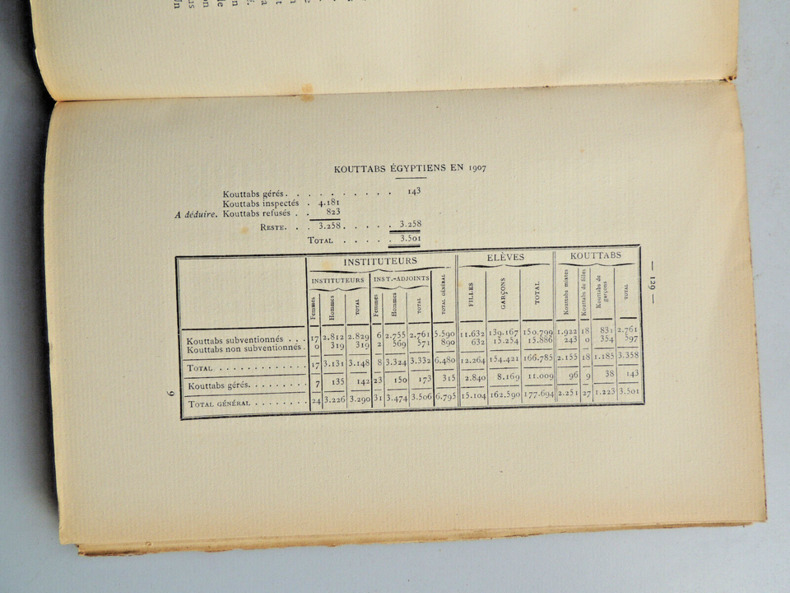 KOUTTABS ÉGYPTIENS EN 1907
Kouttabs gérés. . . . . . . . . . 143
Kouttabs inspectés . 4.181
A déduire. Kouttabs refusés . . 823
RESTE. . . 3.258. . . . . 3.258
TOTAL . . . . . 3.501
INSTITUTEURS ELÈVES KOUTTABS
INSTITUTEURS INST.-ADJOINTS TOTAL GÉNÉRAL FILLES GARÇONS TOTAL Kouttabs mixtes Kouttabs de filles Kouttabs de garçons TOTAL
Femmes Hommes TOTAL Femmes Hommes TOTAL
Kouttabs subventionnés . . . 17 2.812 2.829 6 2.755 2.761 5.590 11.632 139.167 150.799 1.922 18 831 2.761
Kouttabs non subventionnés. 0 319 319 2 569 571 890 632 15.254 15.886 243 0 354 597
TOTAL . . . . . . . . . . . . . 17 3.131 3.148 8 3.324 3.332 6.480 12.264 154.421 166.785 2.155 18 1.185 3.358
Kouttabs gérés. . . . . . . . 7 135 142 23 150 173 315 2.840 8.169 11.009 96 9 38 143
TOTAL GÉNÉRAL . . . . . . . . 24 3.226 3.290 31 3.474 3.506 6.795 15.104 162.590 177.694 2.251 27 1.223 3.501
— 129 —
9